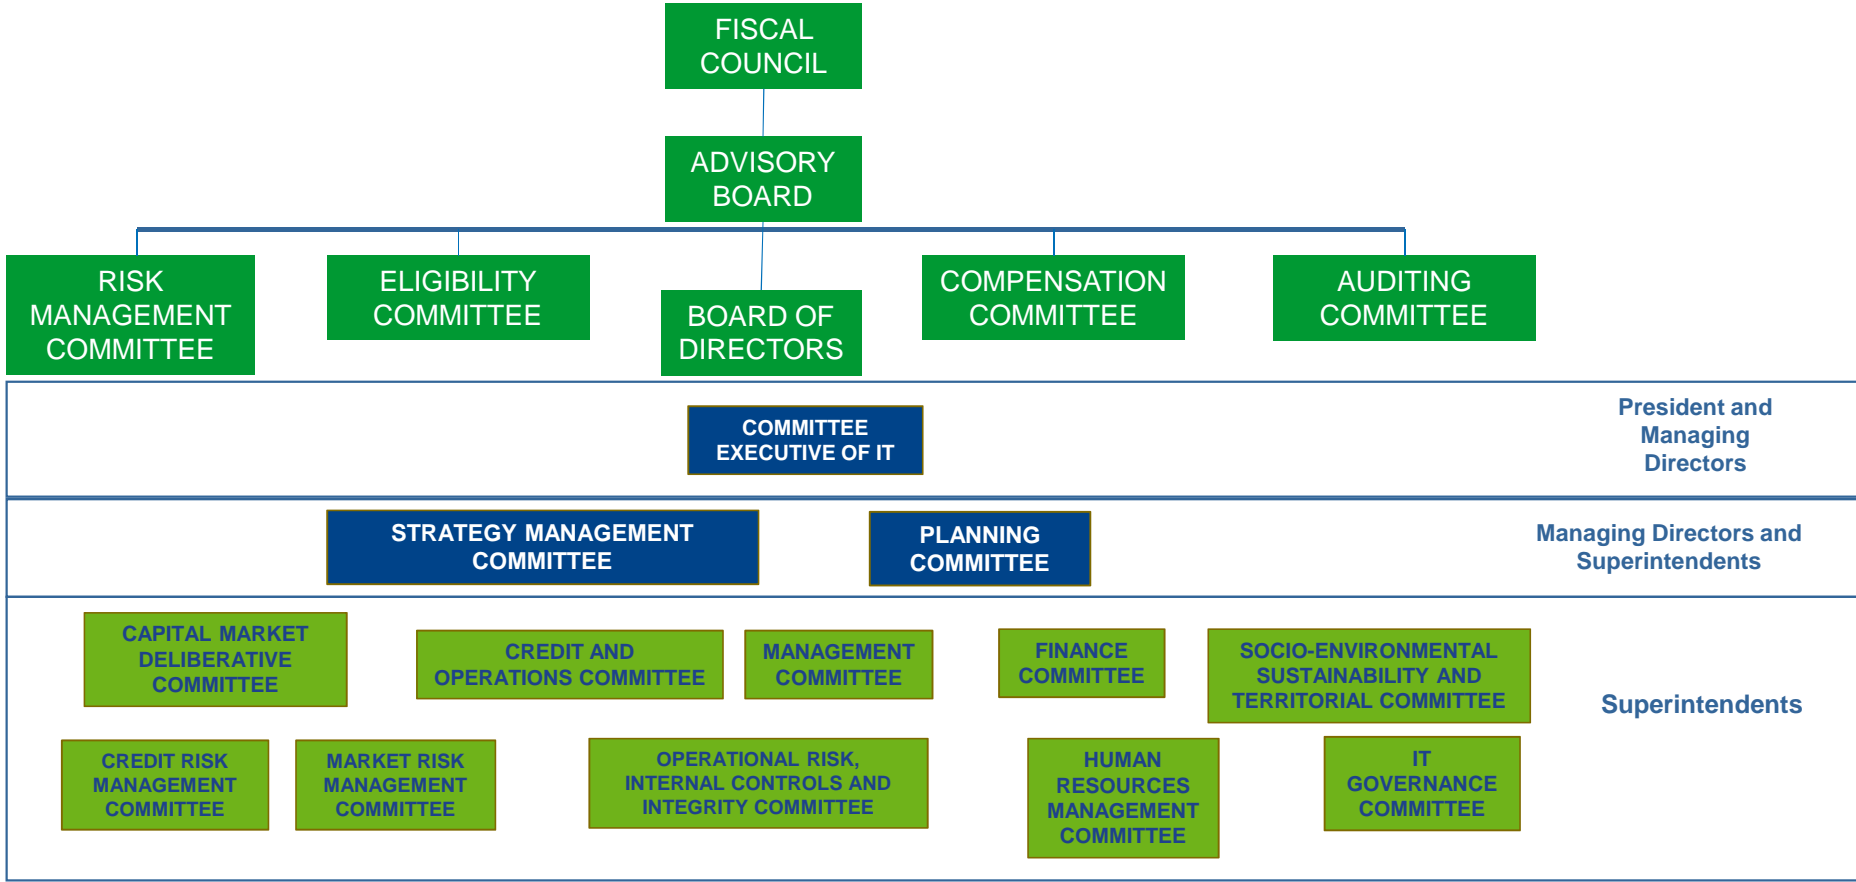 FISCAL
COUNCIL
ADVISORY
BOARD
RISK
MANAGEMENT
COMMITTEE
ELIGIBILITY
COMMITTEE
BOARD OF
DIRECTORS
COMPENSATION
COMMITTEE
AUDITING
COMMITTEE
COMMITTEE
EXECUTIVE OF IT
President and
Managing
Directors
STRATEGY MANAGEMENT
COMMITTEE
PLANNING
COMMITTEE
Managing Directors and
Superintendents
CAPITAL MARKET
DELIBERATIVE
COMMITTEE
CREDIT AND
OPERATIONS COMMITTEE
MANAGEMENT
COMMITTEE
FINANCE
COMMITTEE
SOCIO-ENVIRONMENTAL
SUSTAINABILITY AND
TERRITORIAL COMMITTEE
Superintendents
CREDIT RISK
MANAGEMENT
COMMITTEE
MARKET RISK
MANAGEMENT
COMMITTEE
OPERATIONAL RISK,
INTERNAL CONTROLS AND
INTEGRITY COMMITTEE
HUMAN
RESOURCES
MANAGEMENT
COMMITTEE
IT
GOVERNANCE
COMMITTEE